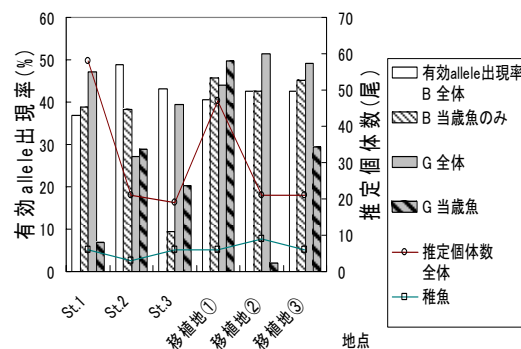 有効allele出現率(%)
60
50
40
30
20
10
0
70
60
50
40
30
20
10
0
推定個体数(尾)
St.1
St.2
St.3
移植地①
移植地②
移植地③
地点
有効allele出現率
B 全体
B 当歳魚のみ
G 全体
G 当歳魚
推定個体数
全体
稚魚